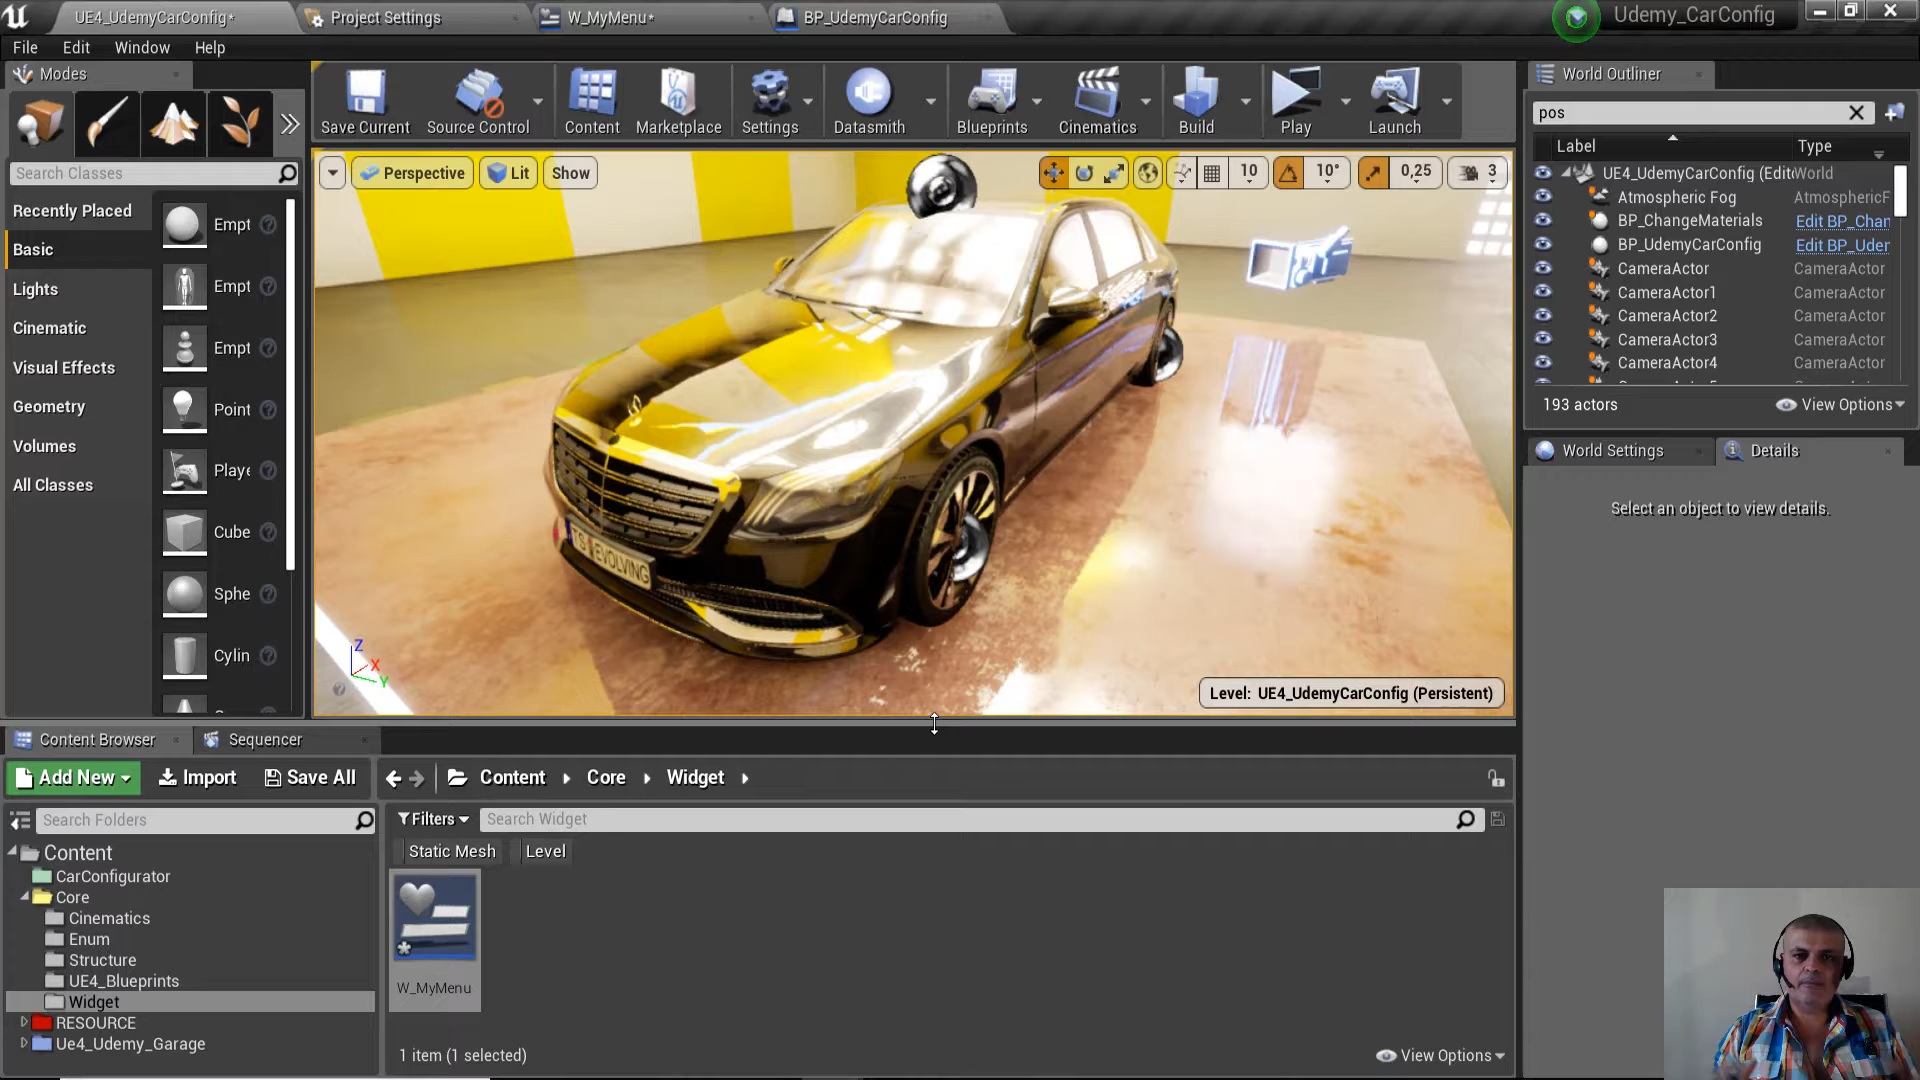 UE4_UdemyCarConfig*
Project Settings
W_MyMenu*
BP_UdemyCarConfig
Udemy_CarConfig
File
Edit
Window
Help
Modes
Search Classes
Recently Placed
Basic
Lights
Cinematic
Visual Effects
Geometry
Volumes
All Classes
Empt
Empt
Empt
Point
Playe
Cube
Sphe
Cylin
Save Current
Source Control
Content
Marketplace
Settings
Datasmith
Blueprints
Cinematics
Build
Play
Launch
Perspective
Lit
Show
10
10°
0,25
3
TS EVOLVING
Z
X
Y
Level: UE4_UdemyCarConfig (Persistent)
World Outliner
pos
Label
Type
UE4_UdemyCarConfig (Edit
World
Atmospheric Fog
AtmosphericF
BP_ChangeMaterials
Edit BP_Chan
BP_UdemyCarConfig
Edit BP_Uder
CameraActor
CameraActor
CameraActor1
CameraActor
CameraActor2
CameraActor
CameraActor3
CameraActor
CameraActor4
CameraActor
193 actors
View Options
World Settings
Details
Select an object to view details.
Content Browser
Sequencer
Add New
Import
Save All
Content
Core
Widget
Search Folders
Filters
Search Widget
Static Mesh
Level
Content
CarConfigurator
Core
Cinematics
Enum
Structure
UE4_Blueprints
Widget
RESOURCE
Ue4_Udemy_Garage
W_MyMenu
1 item (1 selected)
View Options